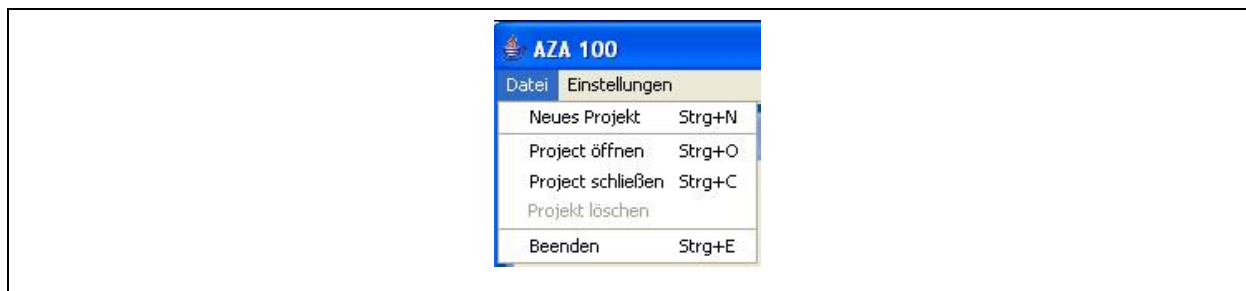 AZA 100
Datei Einstellungen
Neues Projekt Strg+N
Project öffnen Strg+O
Project schließen Strg+C
Projekt löschen
Beenden Strg+E